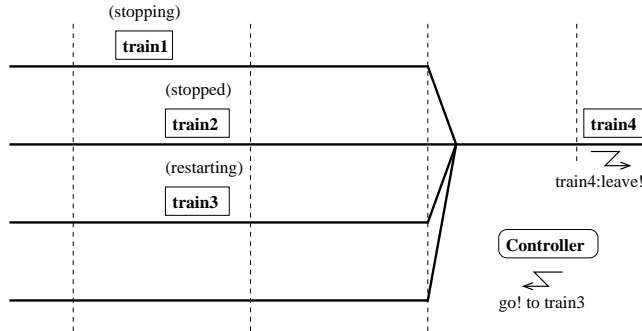 (stopping)
train1
(stopped)
train2
train4
(restarting)
train4:leave!
train3
Controller
go! to train3